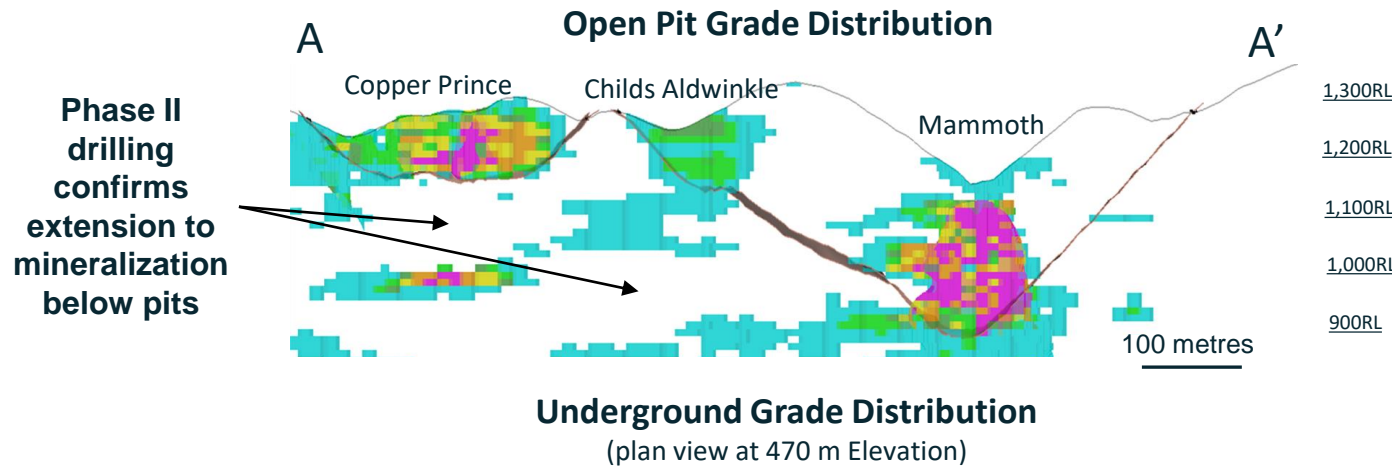 Open Pit Grade Distribution
A
A’
Copper Prince
Childs Aldwinkle
Mammoth
Phase II
drilling
confirms
extension to
mineralization
below pits
1,300RL
1,200RL
1,100RL
1,000RL
900RL
100 metres
Underground Grade Distribution
(plan view at 470 m Elevation)